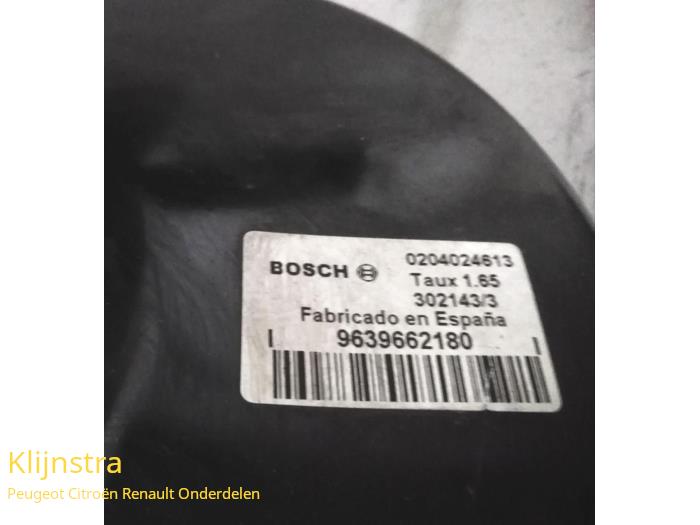 BOSCH
0204024613
Taux 1.65
302143/3
Fabricado en España
9639662180
Klijnstra
Peugeot Citroën Renault Onderdelen